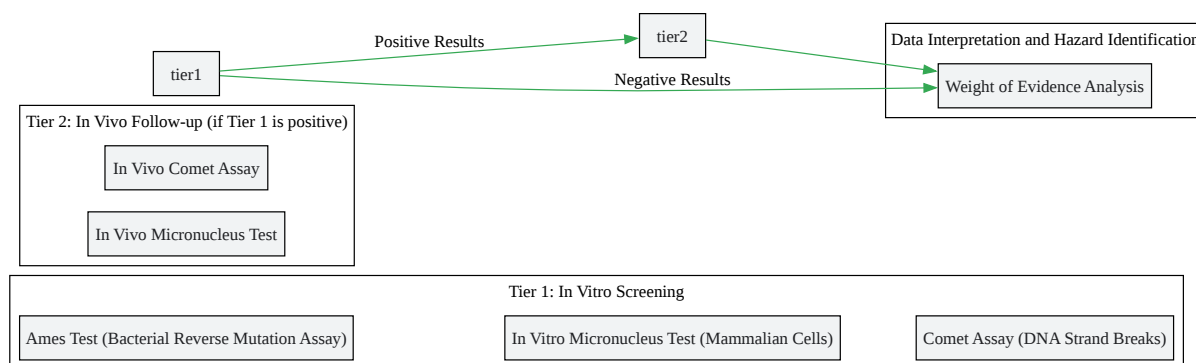 tier1
Positive Results
tier2
Negative Results
Data Interpretation and Hazard Identification
Weight of Evidence Analysis
Tier 2: In Vivo Follow-up (if Tier 1 is positive)
In Vivo Comet Assay
In Vivo Micronucleus Test
Tier 1: In Vitro Screening
Ames Test (Bacterial Reverse Mutation Assay)
In Vitro Micronucleus Test (Mammalian Cells)
Comet Assay (DNA Strand Breaks)